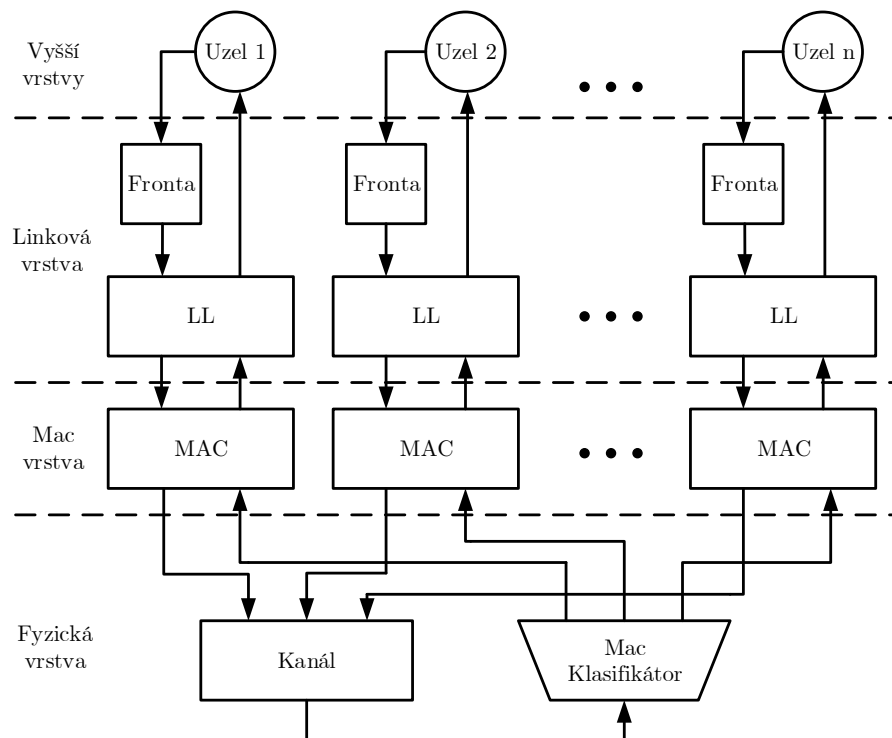 Vyšší
vrstvy
Uzel 1
Uzel 2
Uzel n
Linková
vrstva
Fronta
Fronta
Fronta
LL
LL
LL
Mac
vrstva
MAC
MAC
MAC
Fyzická
vrstva
Kanál
Mac
Klasifikátor